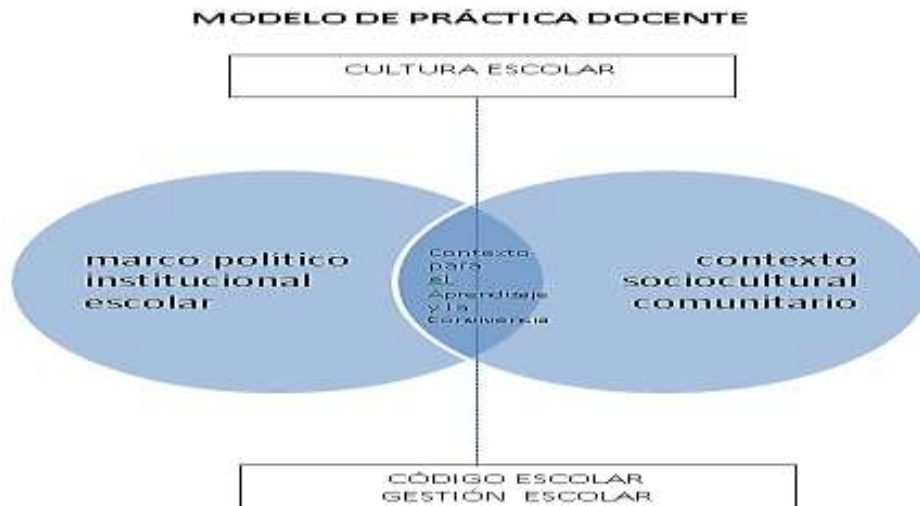 MODELO DE PRÁCTICA DOCENTE
CULTURA ESCOLAR
marco político
institucional
escolar
Contexto
para
el
Aprendizaje
y la
Convivencia
contexto
sociocultural
comunitario
CÓDIGO ESCOLAR
GESTIÓN ESCOLAR